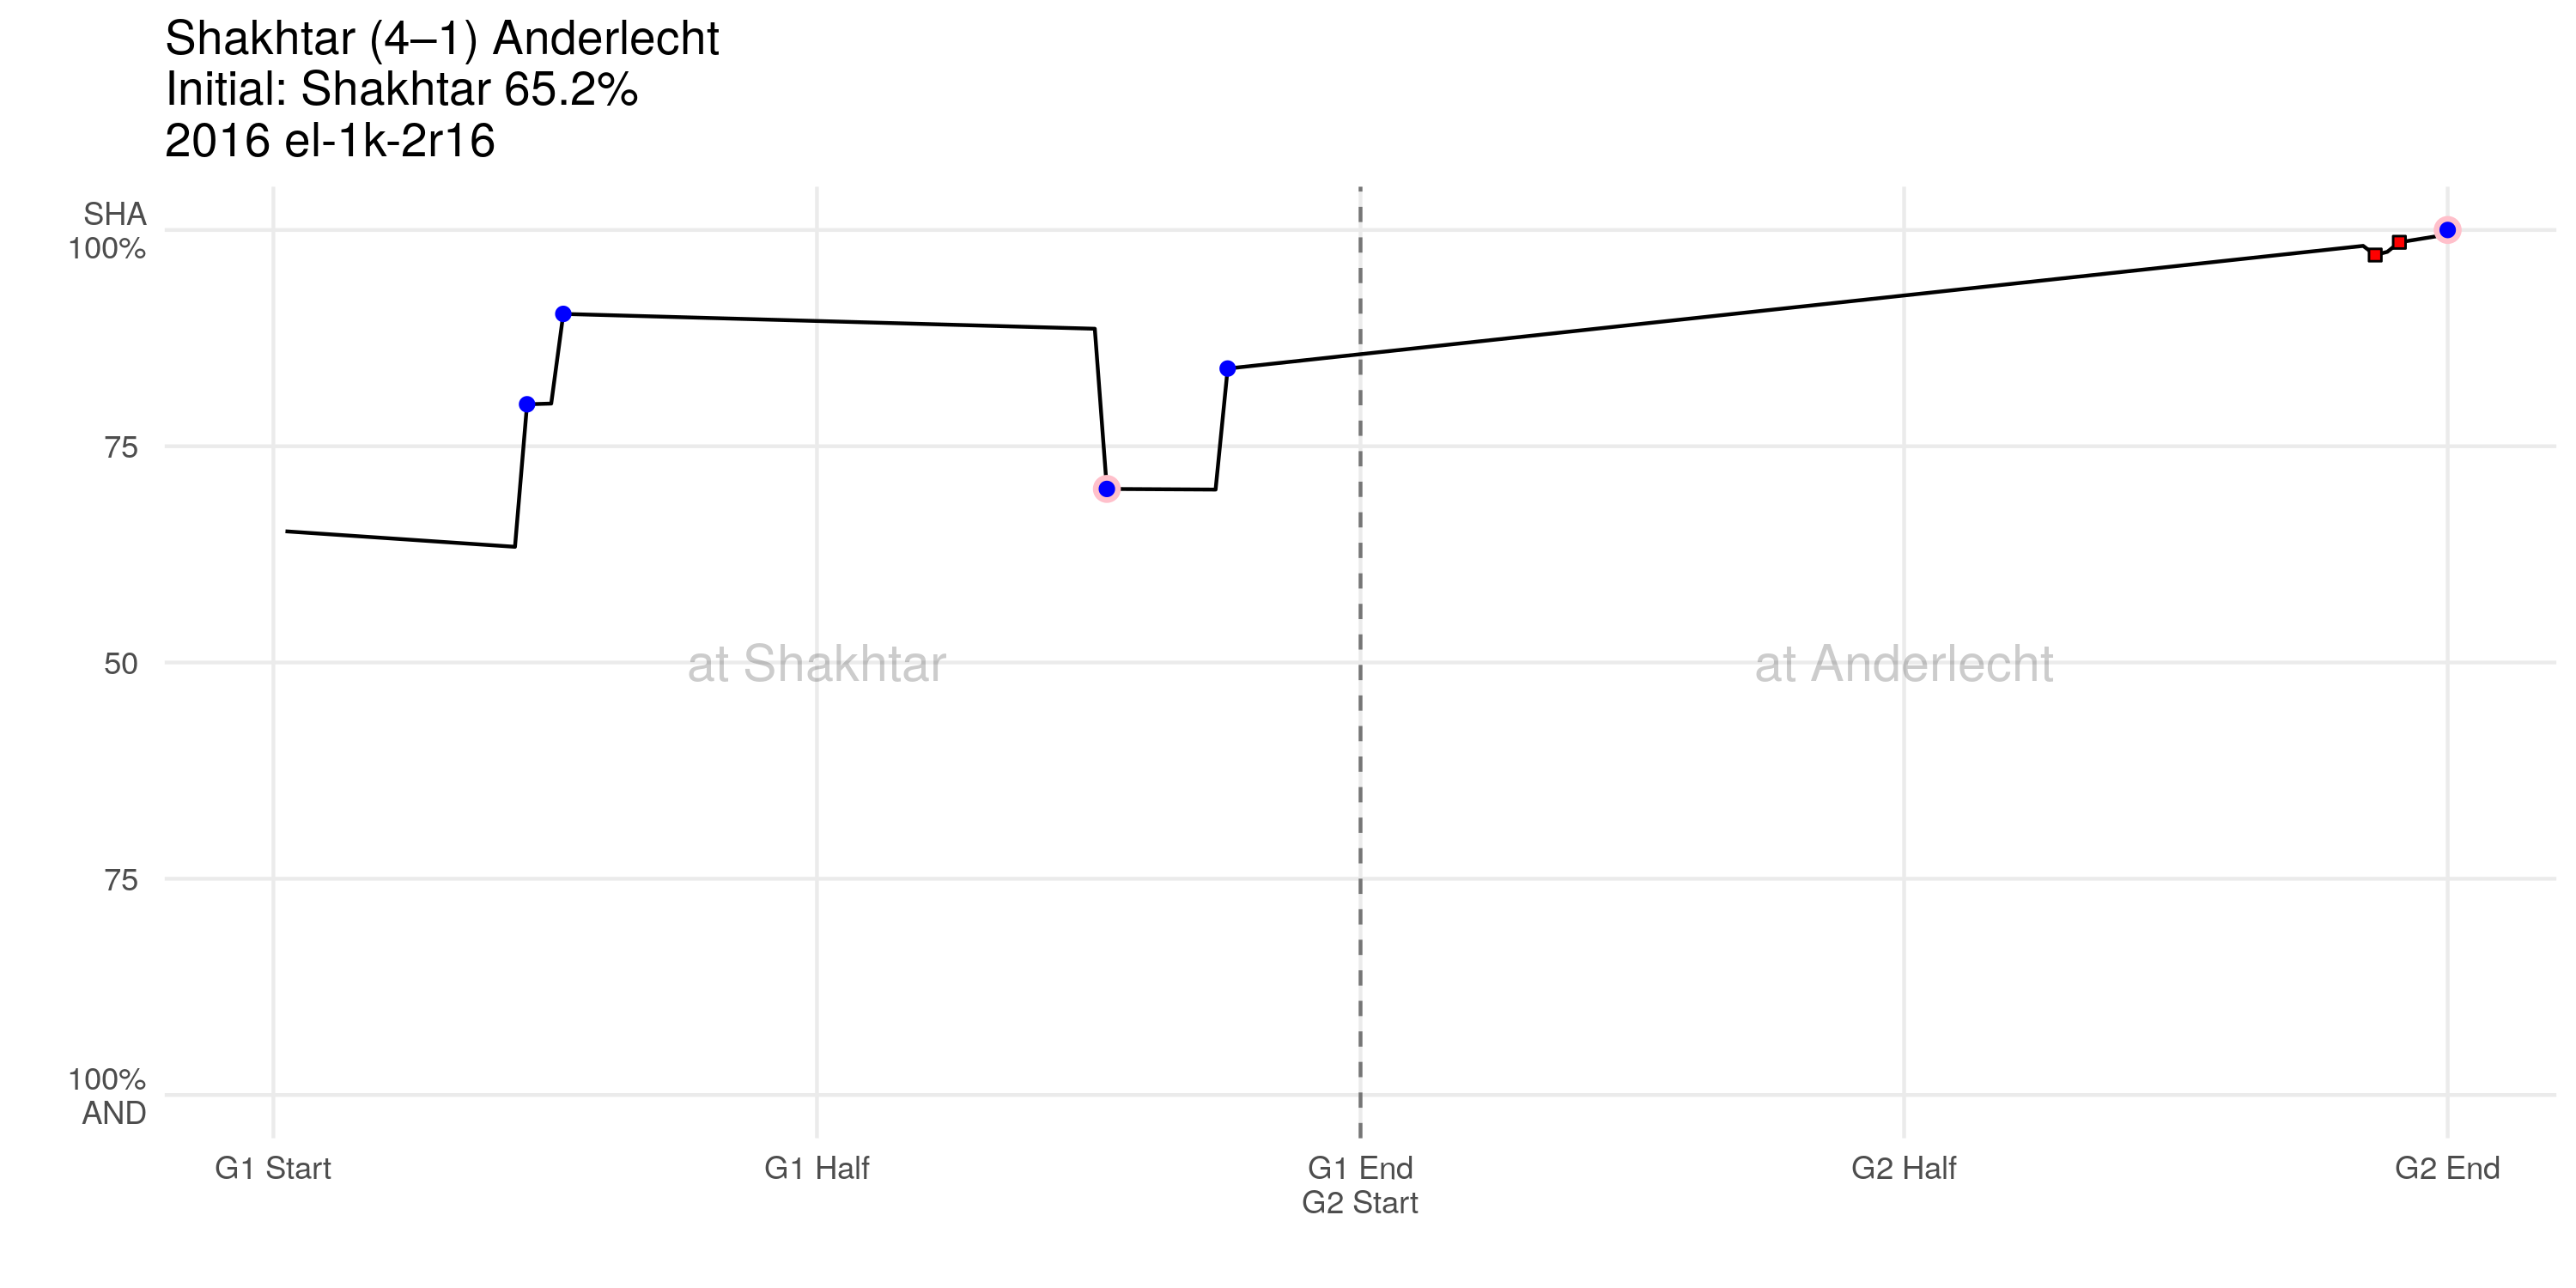 Shakhtar (4–1) Anderlecht
Initial: Shakhtar 65.2%
2016 el-1k-2r16
SHA
100%
75
50
75
100%
AND
at Shakhtar
at Anderlecht
G1 Start
G1 Half
G1 End
G2 Start
G2 Half
G2 End